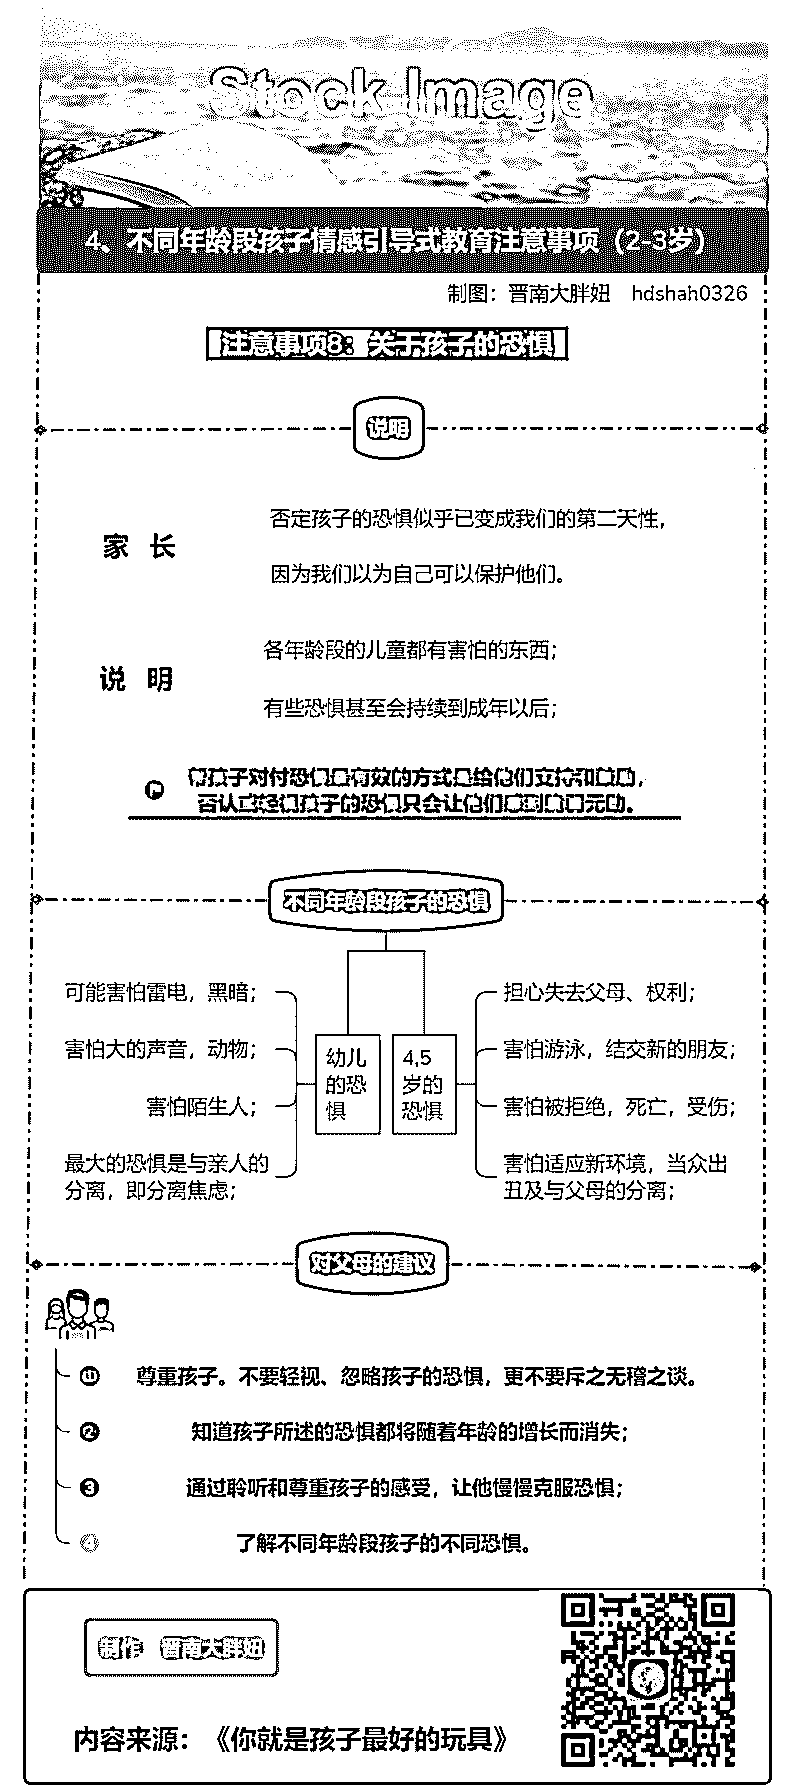 Stock Image
4、不同年龄段孩子情感引导式教育注意事项（2-3岁）
制图：晋南大胖妞 hdshah0326
注意事项8：关于孩子的恐惧
说明
家 长
否定孩子的恐惧似乎已变成我们的第二天性，
因为我们以为自己可以保护他们。
说 明
各年龄段的儿童都有害怕的东西；
有些恐惧甚至会持续到成年以后；
孩子对付恐惧最有效的方式是给他们支持和
否认或轻视孩子的恐惧只会让他们
不同年龄段孩子的恐惧
可能害怕雷电，黑暗；
害怕大的声音，动物；
害怕陌生人；
最大的恐惧是与亲人的
分离，即分离焦虑；
幼儿
的恐
惧
4,5
岁的
恐惧
担心失去父母、权利；
害怕游泳，结交新的朋友；
害怕被拒绝，死亡，受伤；
害怕适应新环境，当众出
丑及与父母的分离；
对父母的建议
1 尊重孩子。不要轻视、忽略孩子的恐惧，更不要斥之无稽之谈。
2 知道孩子所述的恐惧都将随着年龄的增长而消失；
3 通过聆听和尊重孩子的感受，让他慢慢克服恐惧；
4 了解不同年龄段孩子的不同恐惧。
制作 晋南大胖妞
内容来源：《你就是孩子最好的玩具》